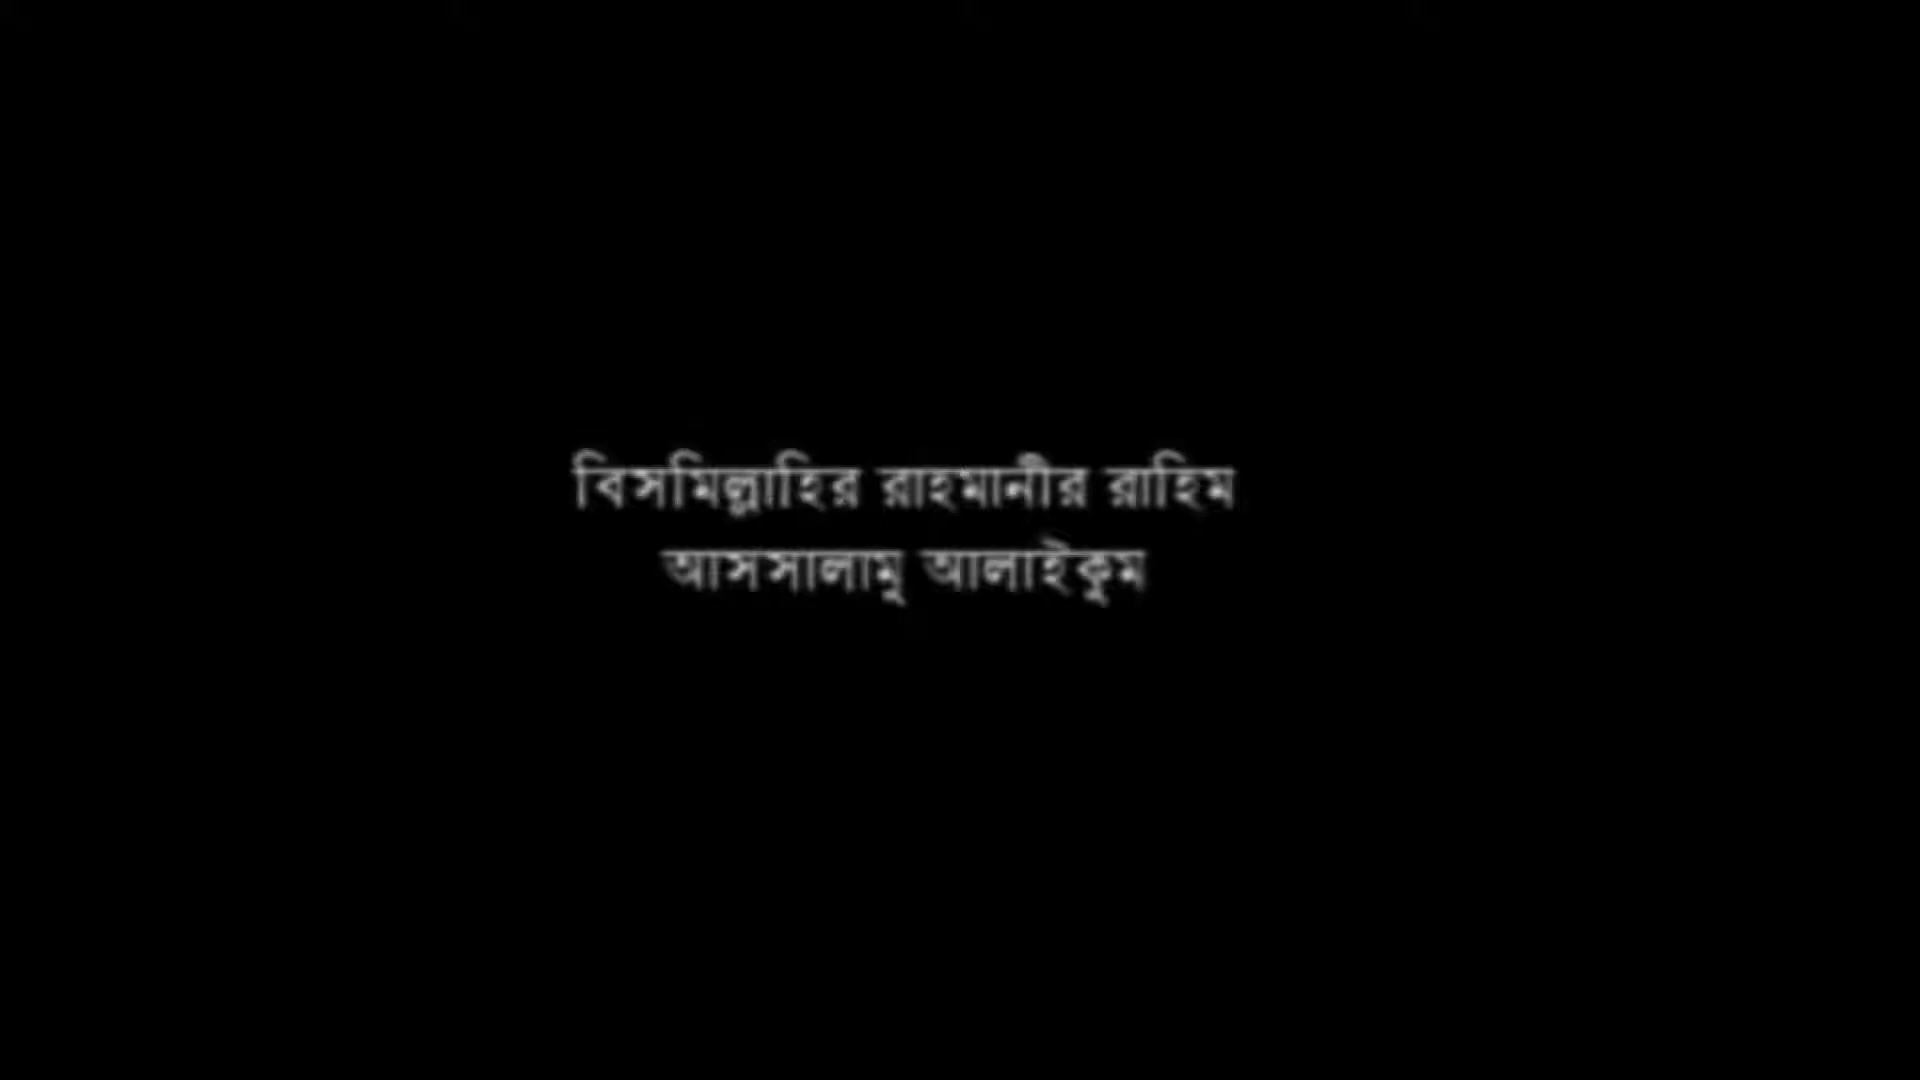 বিসমিল্লাহির রাহমানীর রাহিম
আসসালামু আলাইকুম